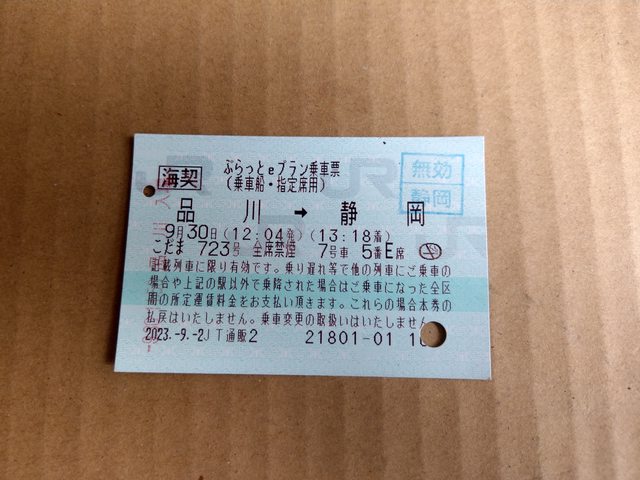 海契 ぷらっとeプラン乗車票
(乗車船・指定席用)
無効
静岡
品川 → 静岡
9月30日(12:04発)(13:18着)
こだま 723号 全席禁煙 7号車 5番E席
記載列車に限り有効です。乗り遅れ等で他の列車にご乗車の
場合や上記の駅以外で乗降された場合はご乗車になった全区
間の所定運賃料金をお支払い頂きます。これらの場合本券の
払戻はいたしません。乗車変更の取扱いはいたしません
2023.-9.-2 JT通販2 21801-01